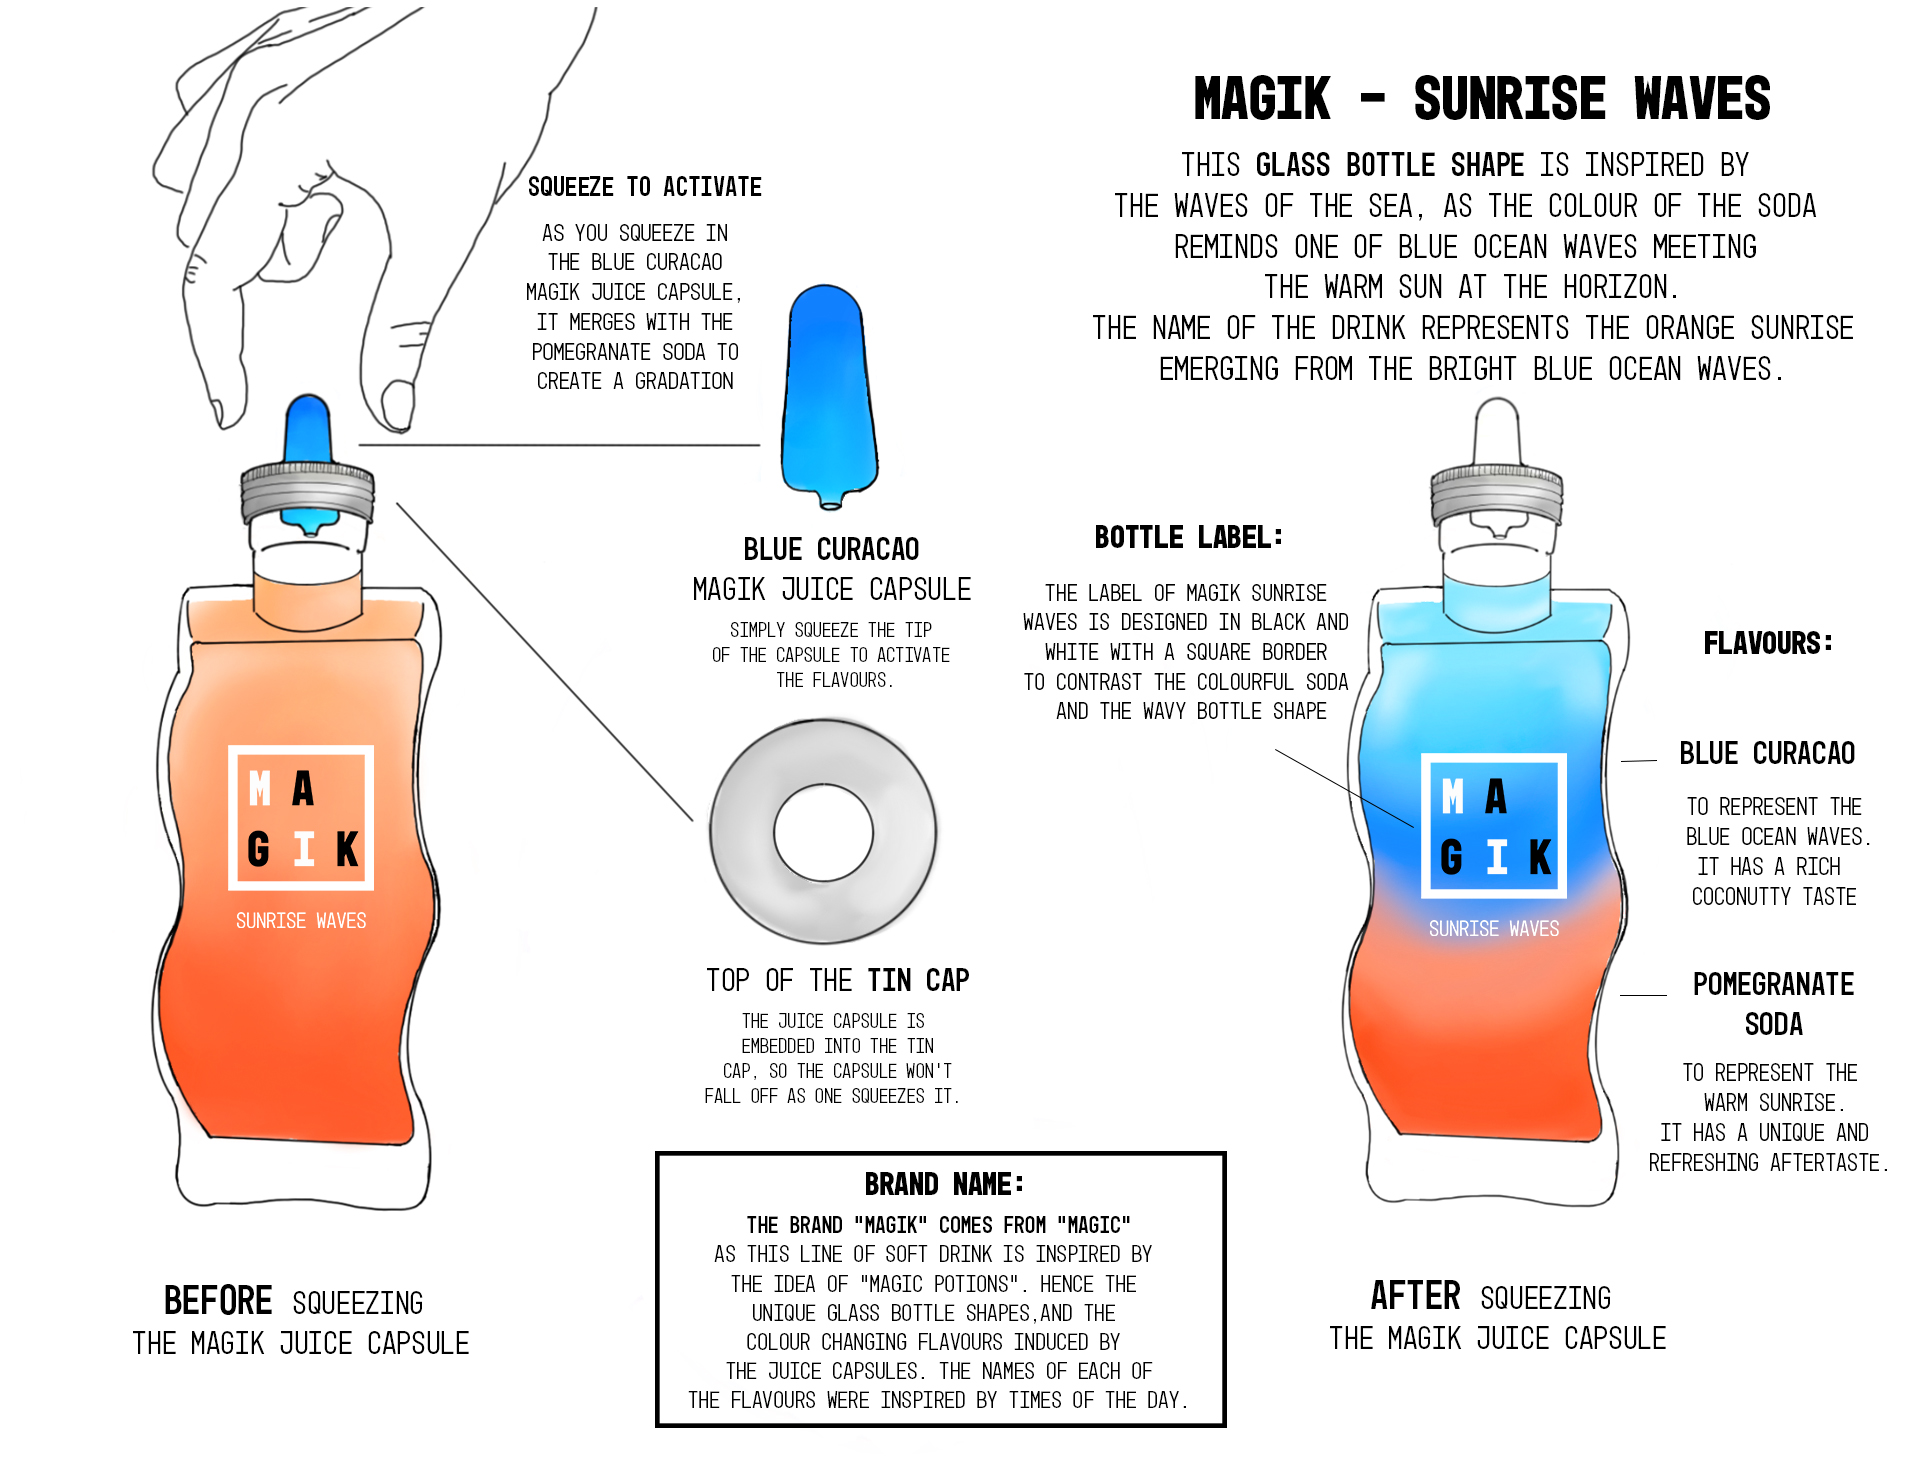 MAGIK - SUNRISE WAVES
THIS GLASS BOTTLE SHAPE IS INSPIRED BY
THE WAVES OF THE SEA, AS THE COLOUR OF THE SODA
REMINDS ONE OF BLUE OCEAN WAVES MEETING
THE WARM SUN AT THE HORIZON.
THE NAME OF THE DRINK REPRESENTS THE ORANGE SUNRISE
EMERGING FROM THE BRIGHT BLUE OCEAN WAVES.
SQUEEZE TO ACTIVATE
AS YOU SQUEEZE IN
THE BLUE CURACAO
MAGIK JUICE CAPSULE,
IT MERGES WITH THE
POMEGRANATE SODA TO
CREATE A GRADATION
BLUE CURACAO
MAGIK JUICE CAPSULE
SIMPLY SQUEEZE THE TIP
OF THE CAPSULE TO ACTIVATE
THE FLAVOURS.
TOP OF THE TIN CAP
THE JUICE CAPSULE IS
EMBEDDED INTO THE TIN
CAP, SO THE CAPSULE WON'T
FALL OFF AS ONE SQUEEZES IT.
M A
G I K
SUNRISE WAVES
BEFORE SQUEEZING
THE MAGIK JUICE CAPSULE
BRAND NAME:
THE BRAND "MAGIK" COMES FROM "MAGIC"
AS THIS LINE OF SOFT DRINK IS INSPIRED BY
THE IDEA OF "MAGIC POTIONS". HENCE THE
UNIQUE GLASS BOTTLE SHAPES,AND THE
COLOUR CHANGING FLAVOURS INDUCED BY
THE JUICE CAPSULES. THE NAMES OF EACH OF
THE FLAVOURS WERE INSPIRED BY TIMES OF THE DAY.
BOTTLE LABEL:
THE LABEL OF MAGIK SUNRISE
WAVES IS DESIGNED IN BLACK AND
WHITE WITH A SQUARE BORDER
TO CONTRAST THE COLOURFUL SODA
AND THE WAVY BOTTLE SHAPE
M A
G I K
SUNRISE WAVES
FLAVOURS:
BLUE CURACAO
TO REPRESENT THE
BLUE OCEAN WAVES.
IT HAS A RICH
COCONUTTY TASTE
POMEGRANATE
SODA
TO REPRESENT THE
WARM SUNRISE.
IT HAS A UNIQUE AND
REFRESHING AFTERTASTE.
AFTER SQUEEZING
THE MAGIK JUICE CAPSULE